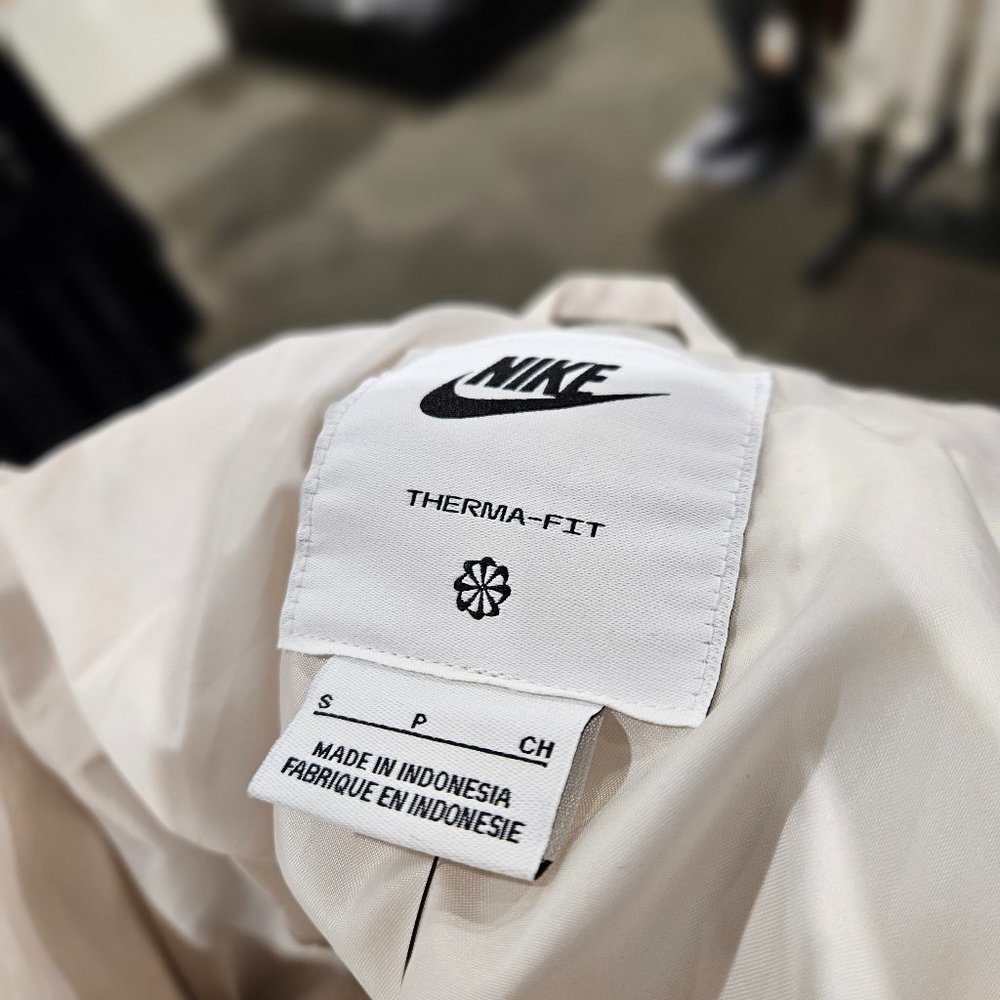 NIKE
THERMA-FIT
S P CH
MADE IN INDONESIA
FABRIQUE EN INDONESIE